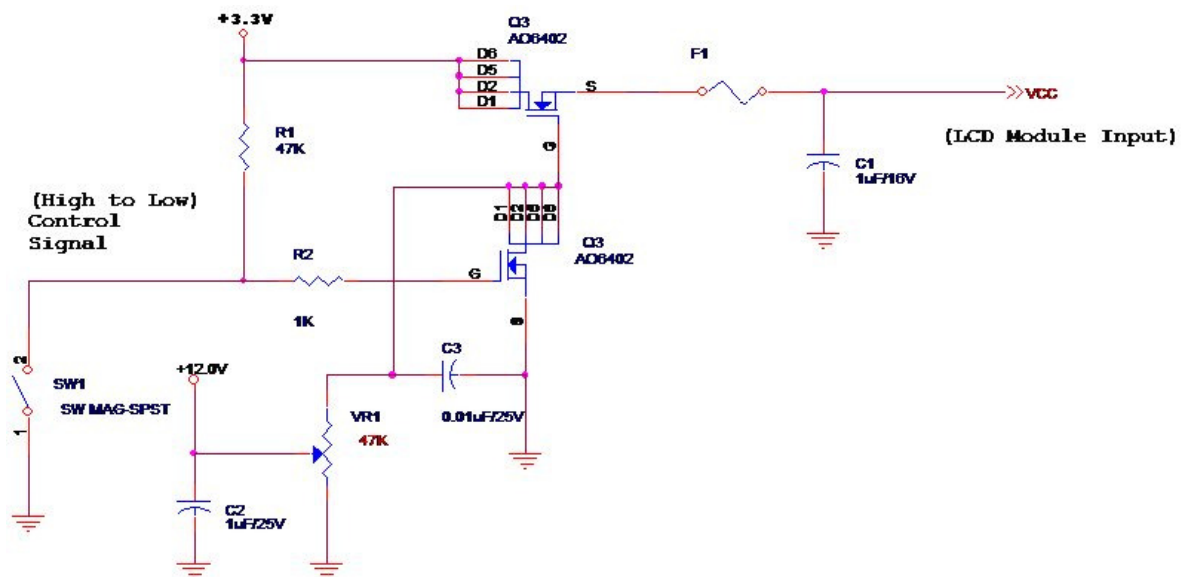 +3.3V
Q3
AO6402
D6
D5
D2
D1
S
F1
VCC
(LCD Module Input)
R1
47K
G
C1
1uF/16V
(High to Low)
Control
Signal
D1
D2
Q3
AO6402
R2
G
1K
S
C3
+12.0V
2
SW1
SW MAG-SPST
1
VR1
47K
0.01uF/25V
C2
1uF/25V